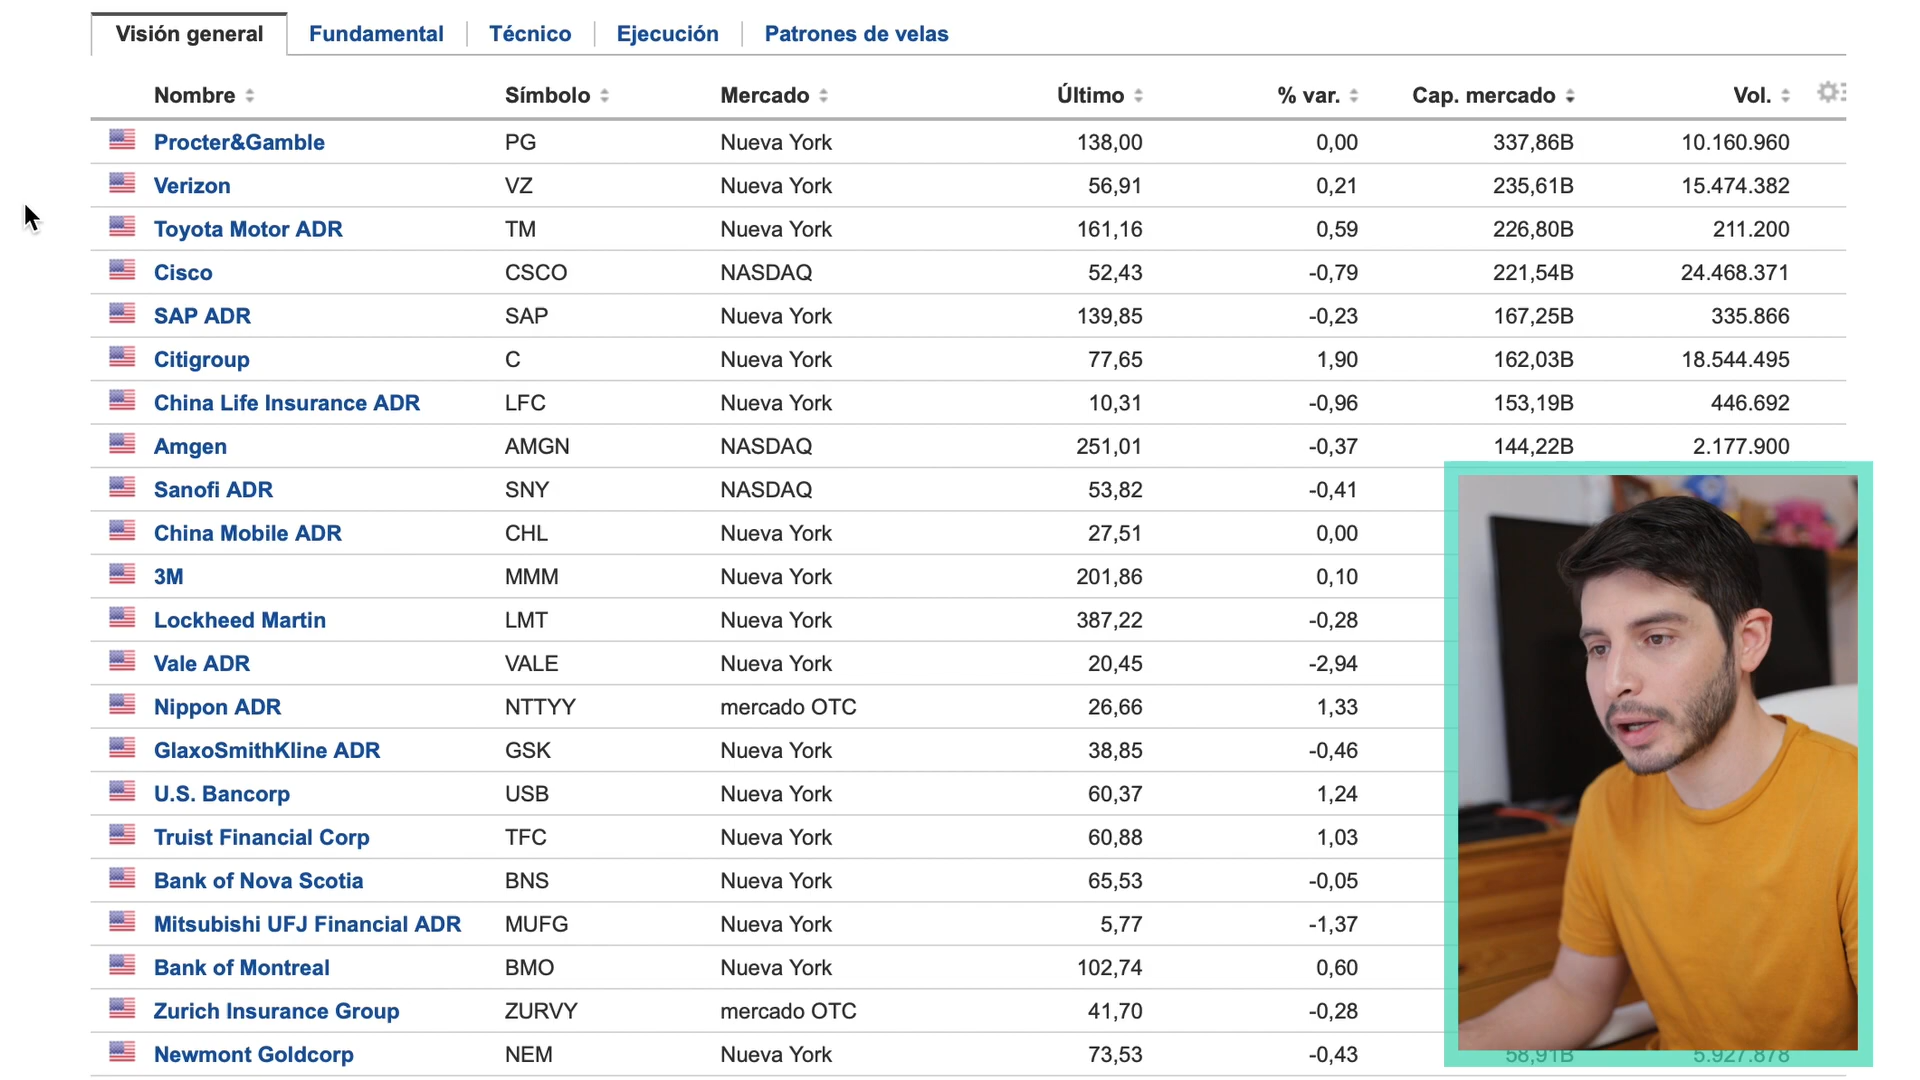 Visión general Fundamental Técnico Ejecución Patrones de velas
Nombre Símbolo Mercado Último % var. Cap. mercado Vol.
Procter&Gamble PG Nueva York 138,00 0,00 337,86B 10.160.960
Verizon VZ Nueva York 56,91 0,21 235,61B 15.474.382
Toyota Motor ADR TM Nueva York 161,16 0,59 226,80B 211.200
Cisco CSCO NASDAQ 52,43 -0,79 221,54B 24.468.371
SAP ADR SAP Nueva York 139,85 -0,23 167,25B 335.866
Citigroup C Nueva York 77,65 1,90 162,03B 18.544.495
China Life Insurance ADR LFC Nueva York 10,31 -0,96 153,19B 446.692
Amgen AMGN NASDAQ 251,01 -0,37 144,22B 2.177.900
Sanofi ADR SNY NASDAQ 53,82 -0,41
China Mobile ADR CHL Nueva York 27,51 0,00
3M MMM Nueva York 201,86 0,10
Lockheed Martin LMT Nueva York 387,22 -0,28
Vale ADR VALE Nueva York 20,45 -2,94
Nippon ADR NTTYY mercado OTC 26,66 1,33
GlaxoSmithKline ADR GSK Nueva York 38,85 -0,46
U.S. Bancorp USB Nueva York 60,37 1,24
Truist Financial Corp TFC Nueva York 60,88 1,03
Bank of Nova Scotia BNS Nueva York 65,53 -0,05
Mitsubishi UFJ Financial ADR MUFG Nueva York 5,77 -1,37
Bank of Montreal BMO Nueva York 102,74 0,60
Zurich Insurance Group ZURVY mercado OTC 41,70 -0,28
Newmont Goldcorp NEM Nueva York 73,53 -0,43 58,91B 5.927.878